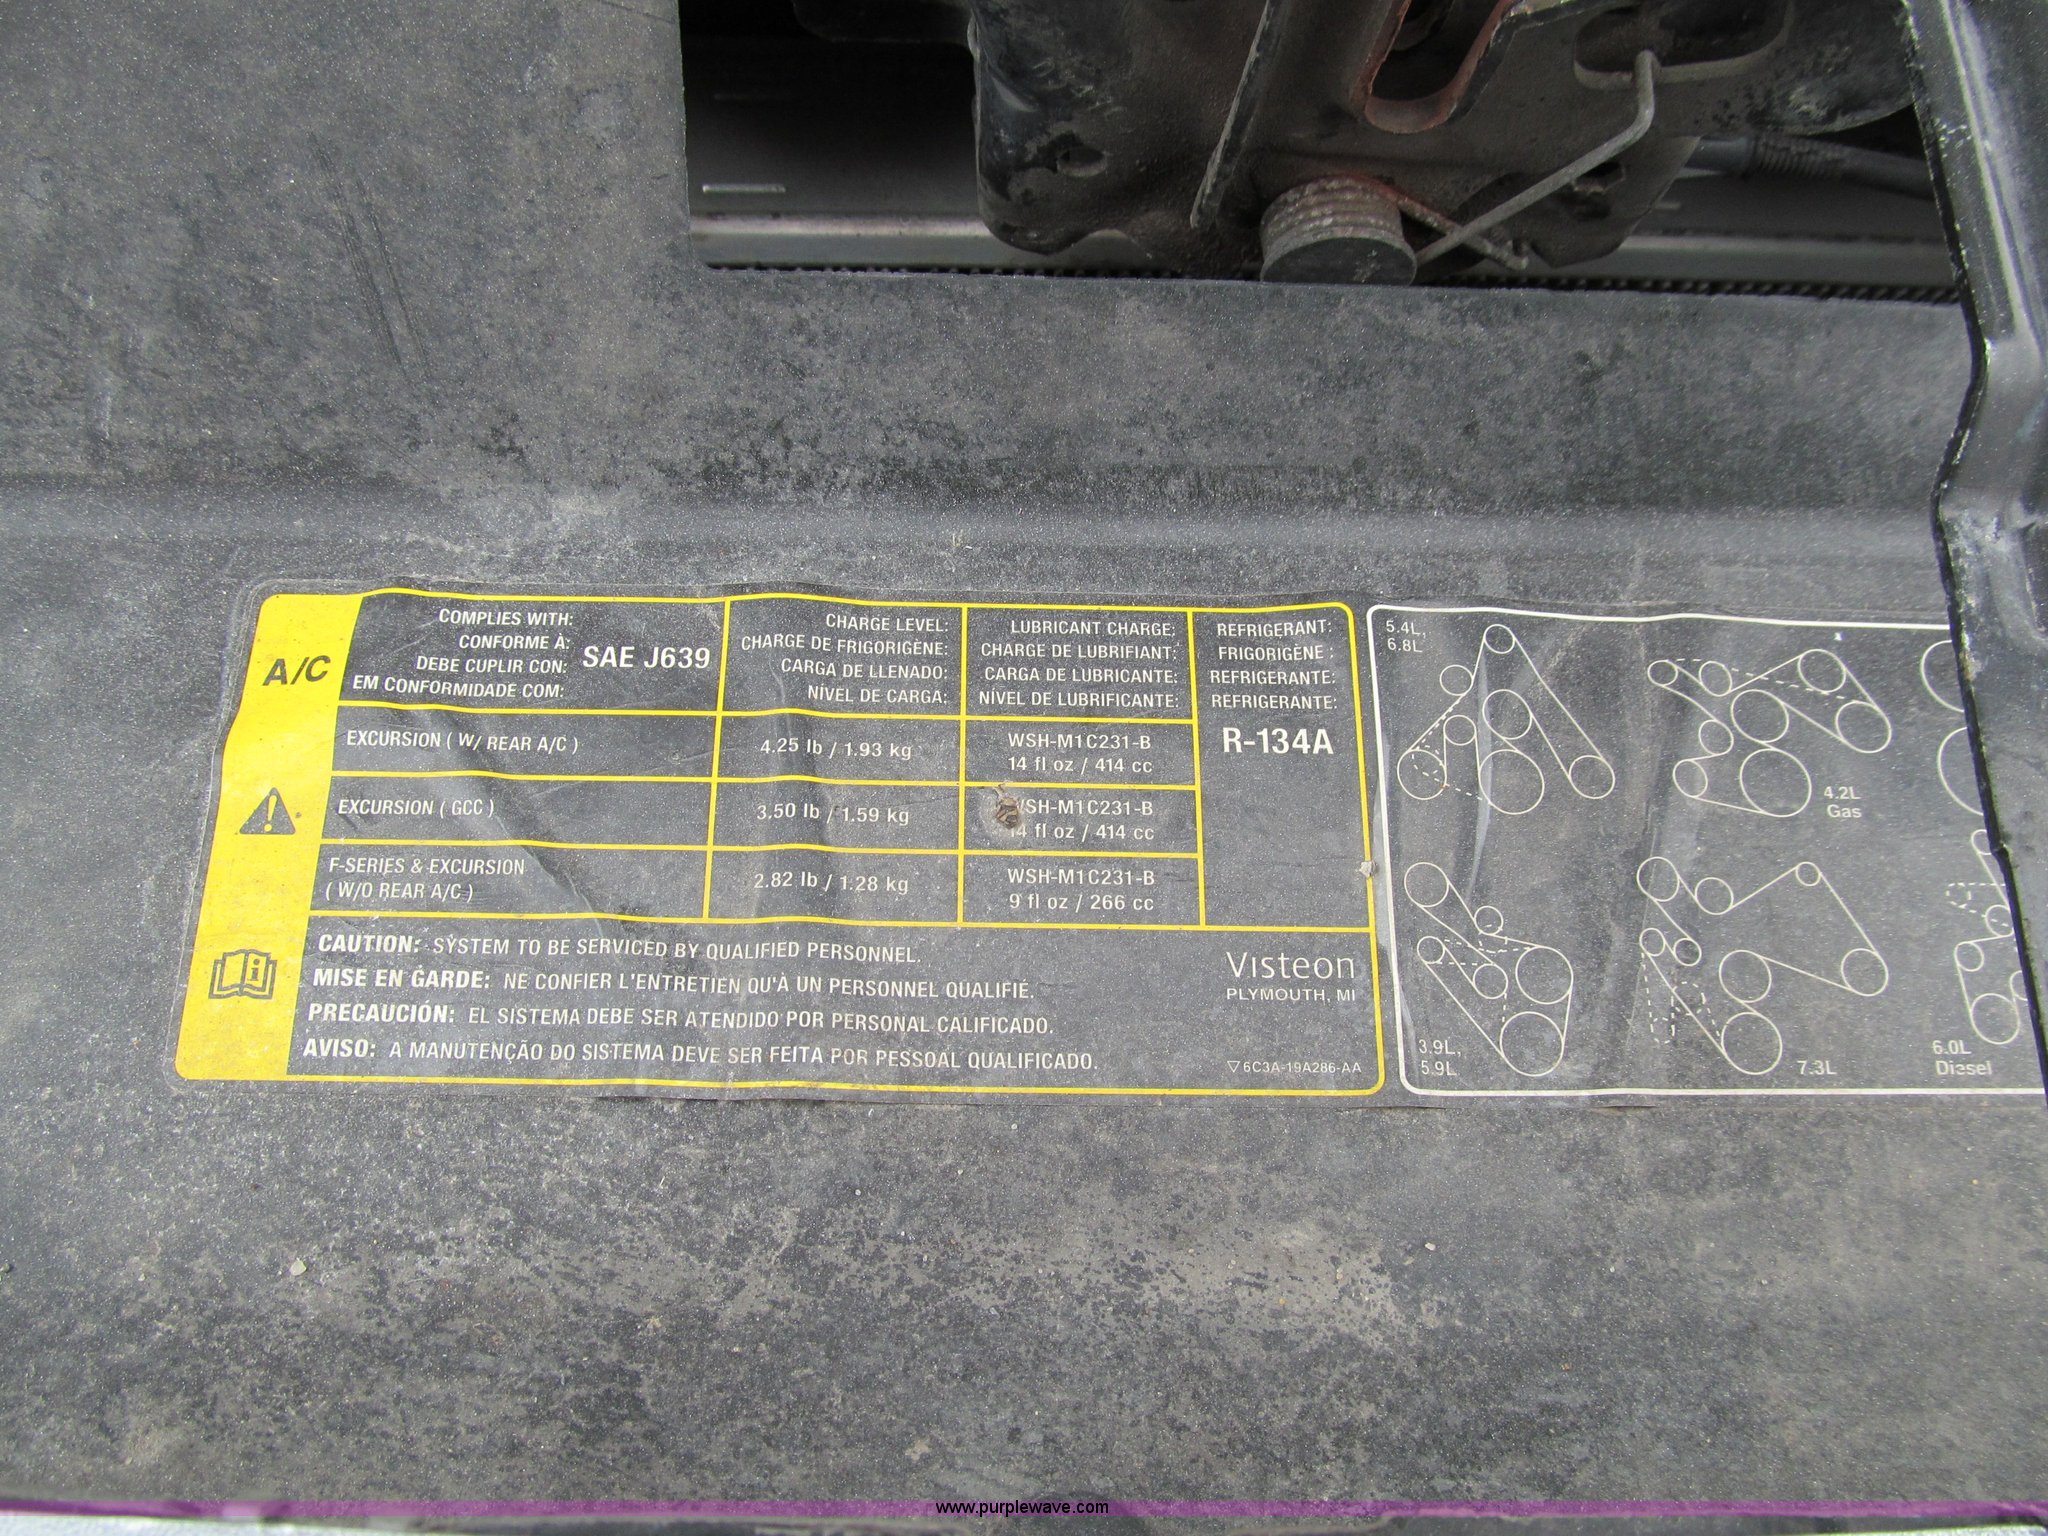 A/C
COMPLIES WITH:
CONFORME À:
DEBE CUPLIR CON:
EM CONFORMIDADE COM:
SAE J639
CHARGE LEVEL:
CHARGE DE FRIGORIGÈNE:
CARGA DE LLENADO:
NÍVEL DE CARGA:
LUBRICANT CHARGE:
CHARGE DE LUBRIFIANT:
CARGA DE LUBRICANTE:
NÍVEL DE LUBRIFICANTE:
REFRIGERANT:
FRIGORIGÈNE :
REFRIGERANTE:
REFRIGERANTE:
R-134A
EXCURSION ( W/ REAR A/C )
4.25 lb / 1.93 kg
WSH-M1C231-B
14 fl oz / 414 cc
EXCURSION ( GCC )
3.50 lb / 1.59 kg
WSH-M1C231-B
14 fl oz / 414 cc
F-SERIES & EXCURSION
( W/O REAR A/C )
2.82 lb / 1.28 kg
WSH-M1C231-B
9 fl oz / 266 cc
CAUTION: SYSTEM TO BE SERVICED BY QUALIFIED PERSONNEL.
MISE EN GARDE: NE CONFIER L'ENTRETIEN QU'À UN PERSONNEL QUALIFIÉ.
PRECAUCIÓN: EL SISTEMA DEBE SER ATENDIDO POR PERSONAL CALIFICADO.
AVISO: A MANUTENÇÃO DO SISTEMA DEVE SER FEITA POR PESSOAL QUALIFICADO.
Visteon
PLYMOUTH, MI
6C3A-19A286-AA
5.4L,
6.8L
4.2L
Gas
3.9L,
5.9L
7.3L
6.0L
Diesel
www.purplewave.com